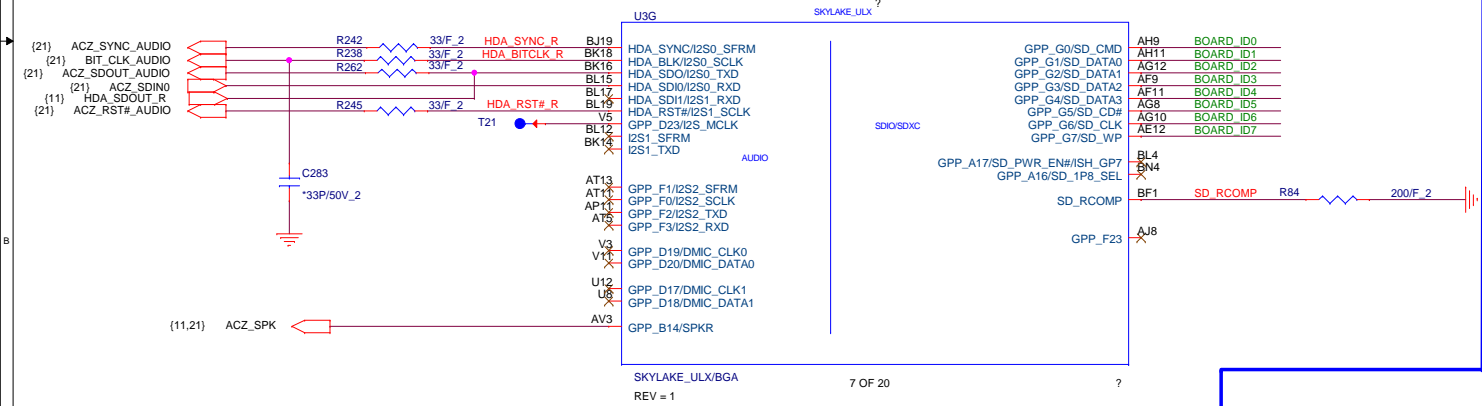 ?
U3G SKYLAKE_ULX
{21} ACZ_SYNC_AUDIO R242 33/F_2 HDA_SYNC_R BJ19 HDA_SYNC/I2S0_SFRM GPP_G0/SD_CMD AH9 BOARD_ID0
{21} BIT_CLK_AUDIO R238 33/F_2 HDA_BITCLK_R BK18 HDA_BLK/I2S0_SCLK GPP_G1/SD_DATA0 AH11 BOARD_ID1
{21} ACZ_SDOUT_AUDIO R262 33/F_2 BK16 HDA_SDO/I2S0_TXD GPP_G2/SD_DATA1 AG12 BOARD_ID2
{21} ACZ_SDIN0 BL15 HDA_SDI0/I2S0_RXD GPP_G3/SD_DATA2 AF9 BOARD_ID3
{11} HDA_SDOUT_R BL17 HDA_SDI1/I2S1_RXD GPP_G4/SD_DATA3 AF11 BOARD_ID4
{21} ACZ_RST#_AUDIO R245 33/F_2 HDA_RST#_R BL19 HDA_RST#/I2S1_SCLK GPP_G5/SD_CD# AG8 BOARD_ID5
T21 V5 GPP_D23/I2S_MCLK SDIO/SDXC GPP_G6/SD_CLK AG10 BOARD_ID6
BL12 I2S1_SFRM GPP_G7/SD_WP AE12 BOARD_ID7
BK14 I2S1_TXD
AUDIO GPP_A17/SD_PWR_EN#/ISH_GP7 BL4
GPP_A16/SD_1P8_SEL BN4
C283
*33P/50V_2
AT13 GPP_F1/I2S2_SFRM
AT11 GPP_F0/I2S2_SCLK SD_RCOMP BF1 SD_RCOMP R84 200/F_2
AP11 GPP_F2/I2S2_TXD
AT5 GPP_F3/I2S2_RXD
B GPP_F23 AJ8
V3 GPP_D19/DMIC_CLK0
V11 GPP_D20/DMIC_DATA0
U12 GPP_D17/DMIC_CLK1
U8 GPP_D18/DMIC_DATA1
{11,21} ACZ_SPK AV3 GPP_B14/SPKR
SKYLAKE_ULX/BGA 7 OF 20 ?
REV = 1